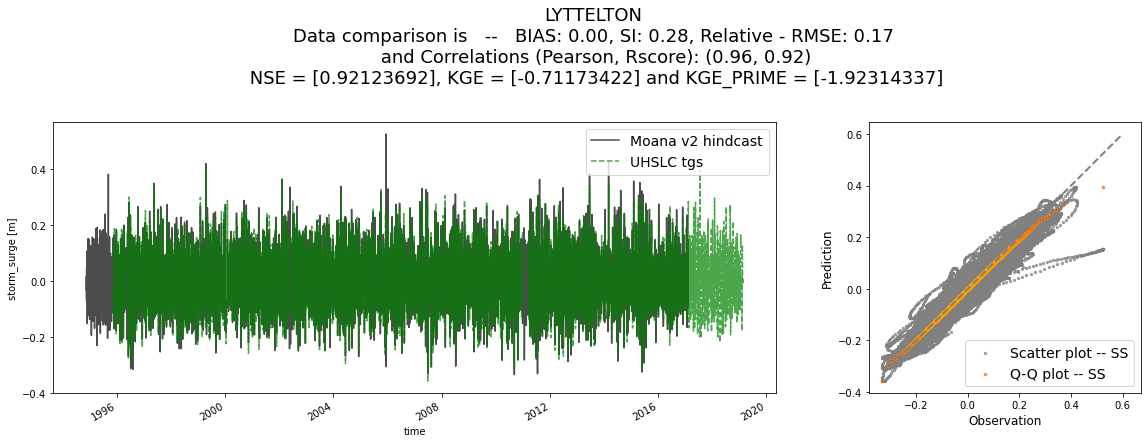 LYTTELTON
Data comparison is -- BIAS: 0.00, SI: 0.28, Relative - RMSE: 0.17
and Correlations (Pearson, Rscore): (0.96, 0.92)
NSE = [0.92123692], KGE = [-0.71173422] and KGE_PRIME = [-1.92314337]
storm_surge [m]
0.4
0.2
0.0
−0.2
−0.4
Moana v2 hindcast
UHSLC tgs
1996
2000
2004
2008
2012
2016
2020
time
Prediction
0.6
0.4
0.2
0.0
−0.2
−0.4
Scatter plot -- SS
Q-Q plot -- SS
−0.2
0.0
0.2
0.4
0.6
Observation